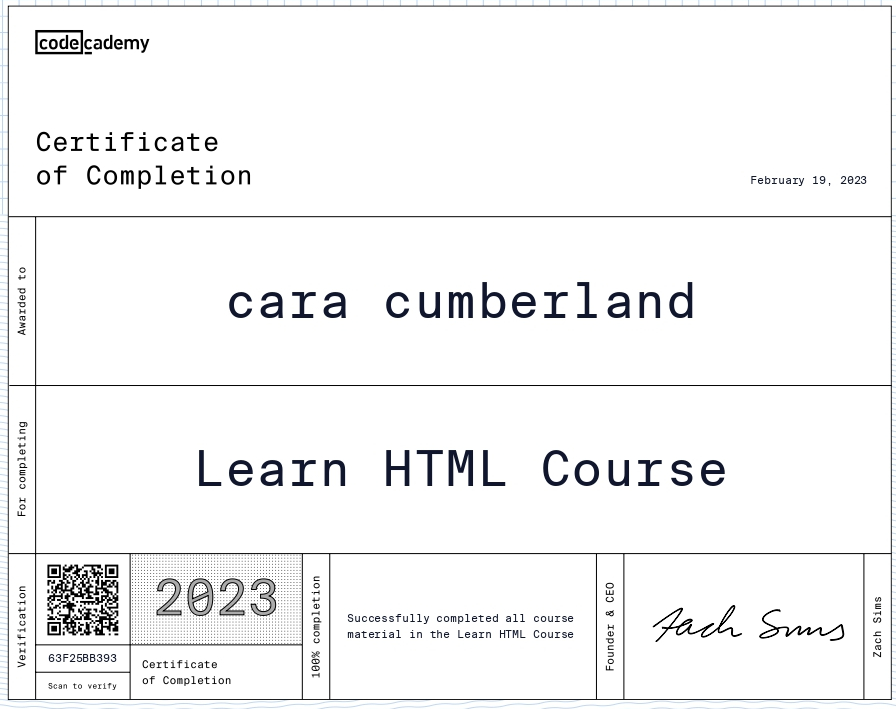 codecademy
Certificate
of Completion
February 19, 2023
Awarded to
cara cumberland
For completing
Learn HTML Course
Verification
63F25BB393
Scan to verify
2023
Certificate
of Completion
100% completion
Successfully completed all course
material in the Learn HTML Course
Founder & CEO
Zach Sims
Zach Sims